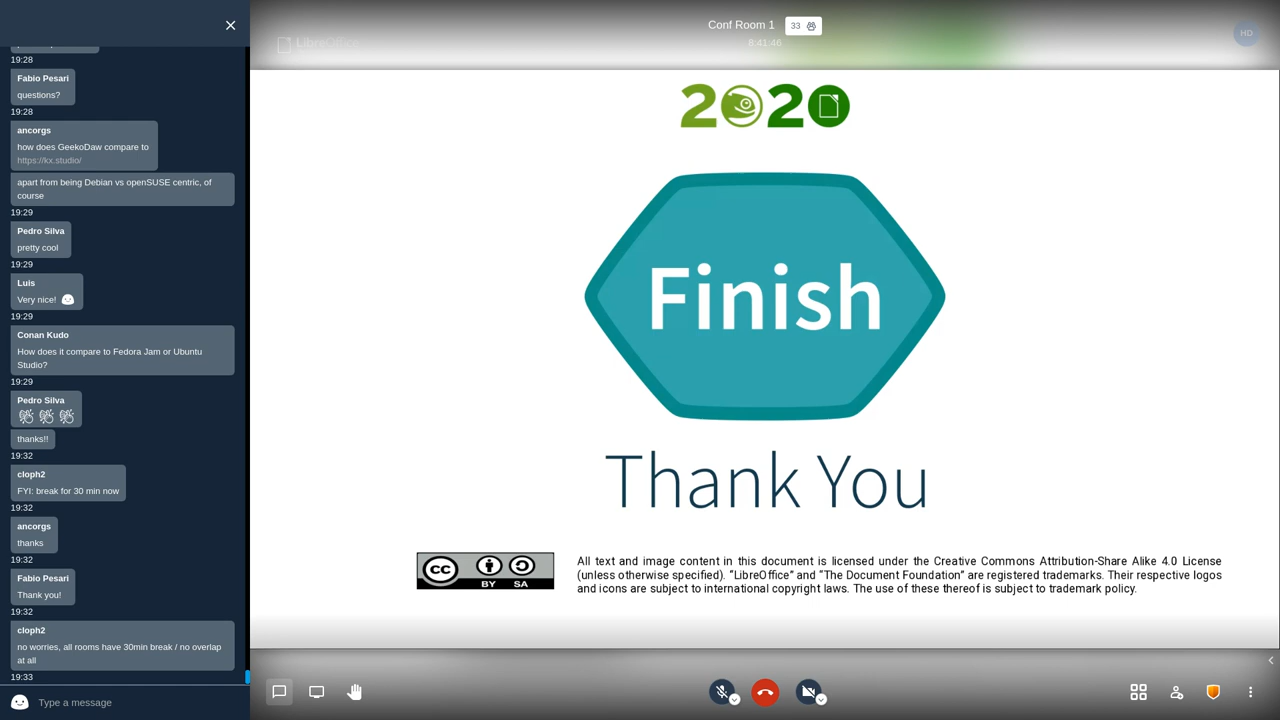 Conf Room 1 33
8:41:46
HD
LibreOffice
19:28
Fabio Pesari
questions?
19:28
ancorgs
how does GeekoDaw compare to
https://kx.studio/
apart from being Debian vs openSUSE centric, of
course
19:29
Pedro Silva
pretty cool
19:29
Luis
Very nice!
19:29
Conan Kudo
How does it compare to Fedora Jam or Ubuntu
Studio?
19:29
Pedro Silva
thanks!!
19:32
cloph2
FYI: break for 30 min now
19:32
ancorgs
thanks
19:32
Fabio Pesari
Thank you!
19:32
cloph2
no worries, all rooms have 30min break / no overlap
at all
19:33
Type a message
2020
Finish
Thank You
cc BY SA
All text and image content in this document is licensed under the Creative Commons Attribution-Share Alike 4.0 License
(unless otherwise specified). “LibreOffice” and “The Document Foundation” are registered trademarks. Their respective logos
and icons are subject to international copyright laws. The use of these thereof is subject to trademark policy.